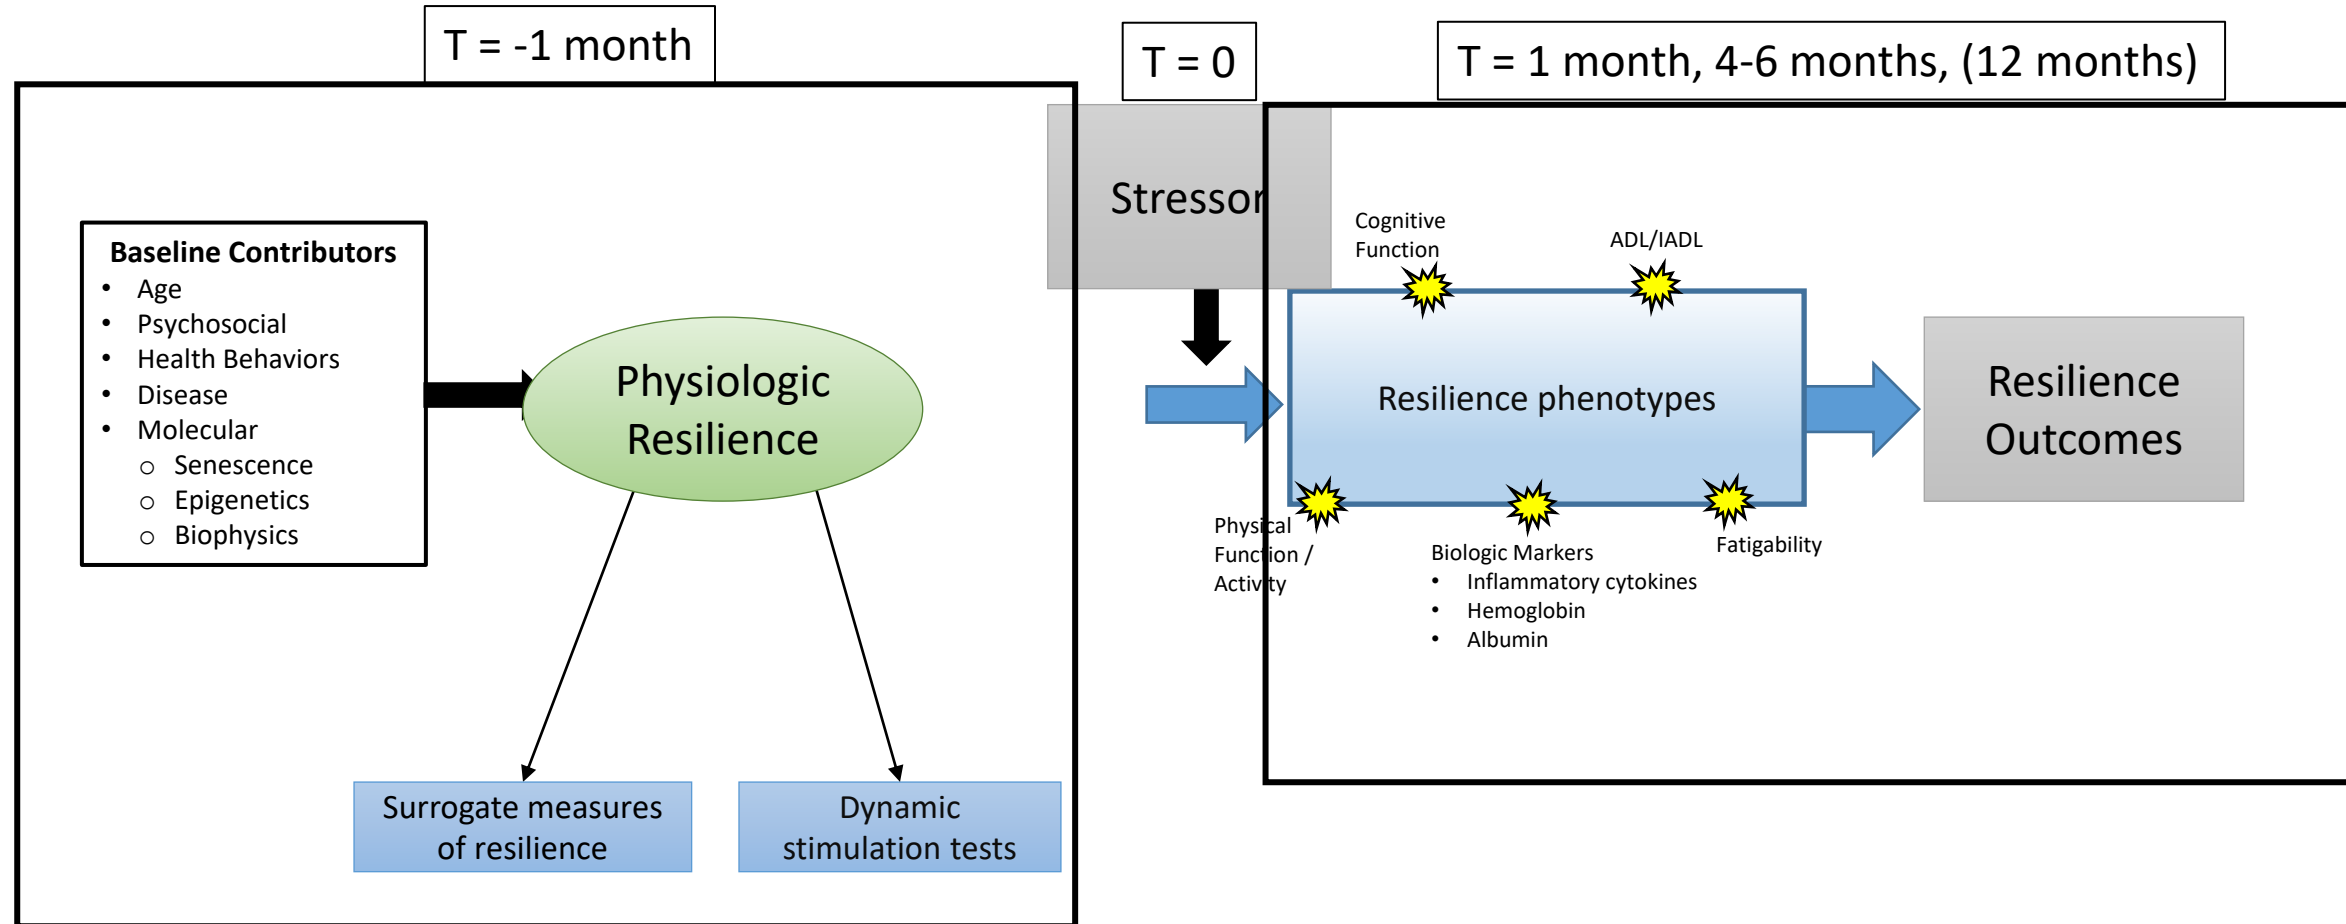 T = -1 month
T = 0
T = 1 month, 4-6 months, (12 months)
Baseline Contributors
• Age
• Psychosocial
• Health Behaviors
• Disease
• Molecular
o Senescence
o Epigenetics
o Biophysics
Physiologic
Resilience
Surrogate measures
of resilience
Dynamic
stimulation tests
Stressor
Cognitive
Function
ADL/IADL
Resilience phenotypes
Physical
Function /
Activity
Biologic Markers
• Inflammatory cytokines
• Hemoglobin
• Albumin
Fatigability
Resilience
Outcomes